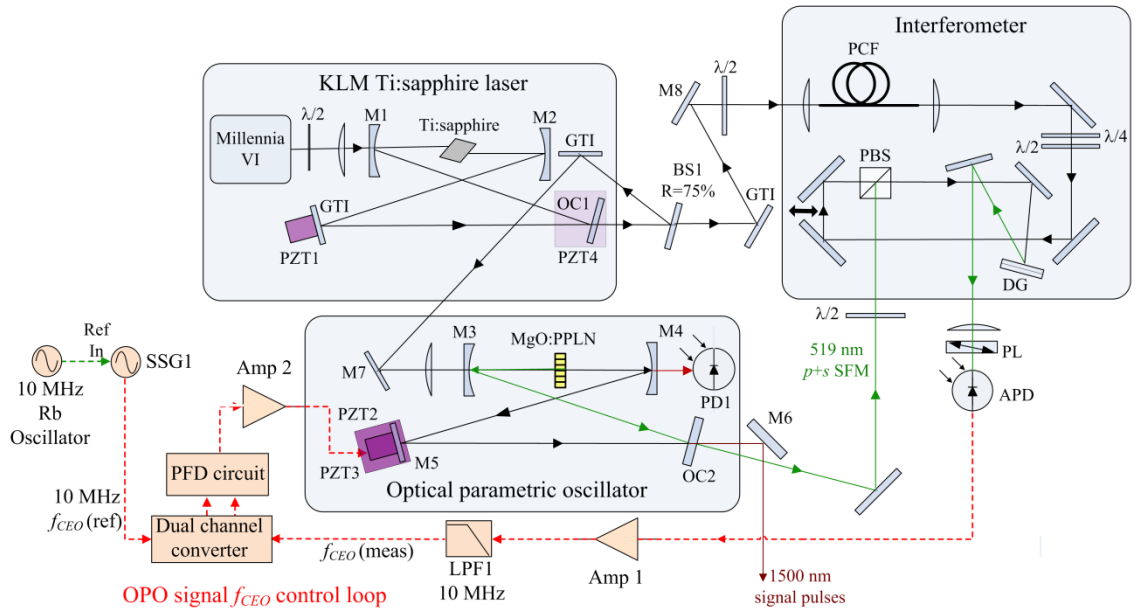 Interferometer
PCF
λ/2
M8
λ/4
λ/2
PBS
DG
KLM Ti:sapphire laser
Millennia
VI
λ/2
M1
Ti:sapphire
M2
GTI
GTI
PZT1
OC1
PZT4
BS1
R=75%
GTI
λ/2
519 nm
p+s SFM
PL
APD
Ref
In
SSG1
10 MHz
Rb
Oscillator
Amp 2
M7
M3
MgO:PPLN
M4
PD1
M6
PZT2
PZT3
M5
OC2
Optical parametric oscillator
PFD circuit
10 MHz
fCEO (ref)
Dual channel
converter
fCEO (meas)
LPF1
10 MHz
Amp 1
1500 nm
signal pulses
OPO signal fCEO control loop